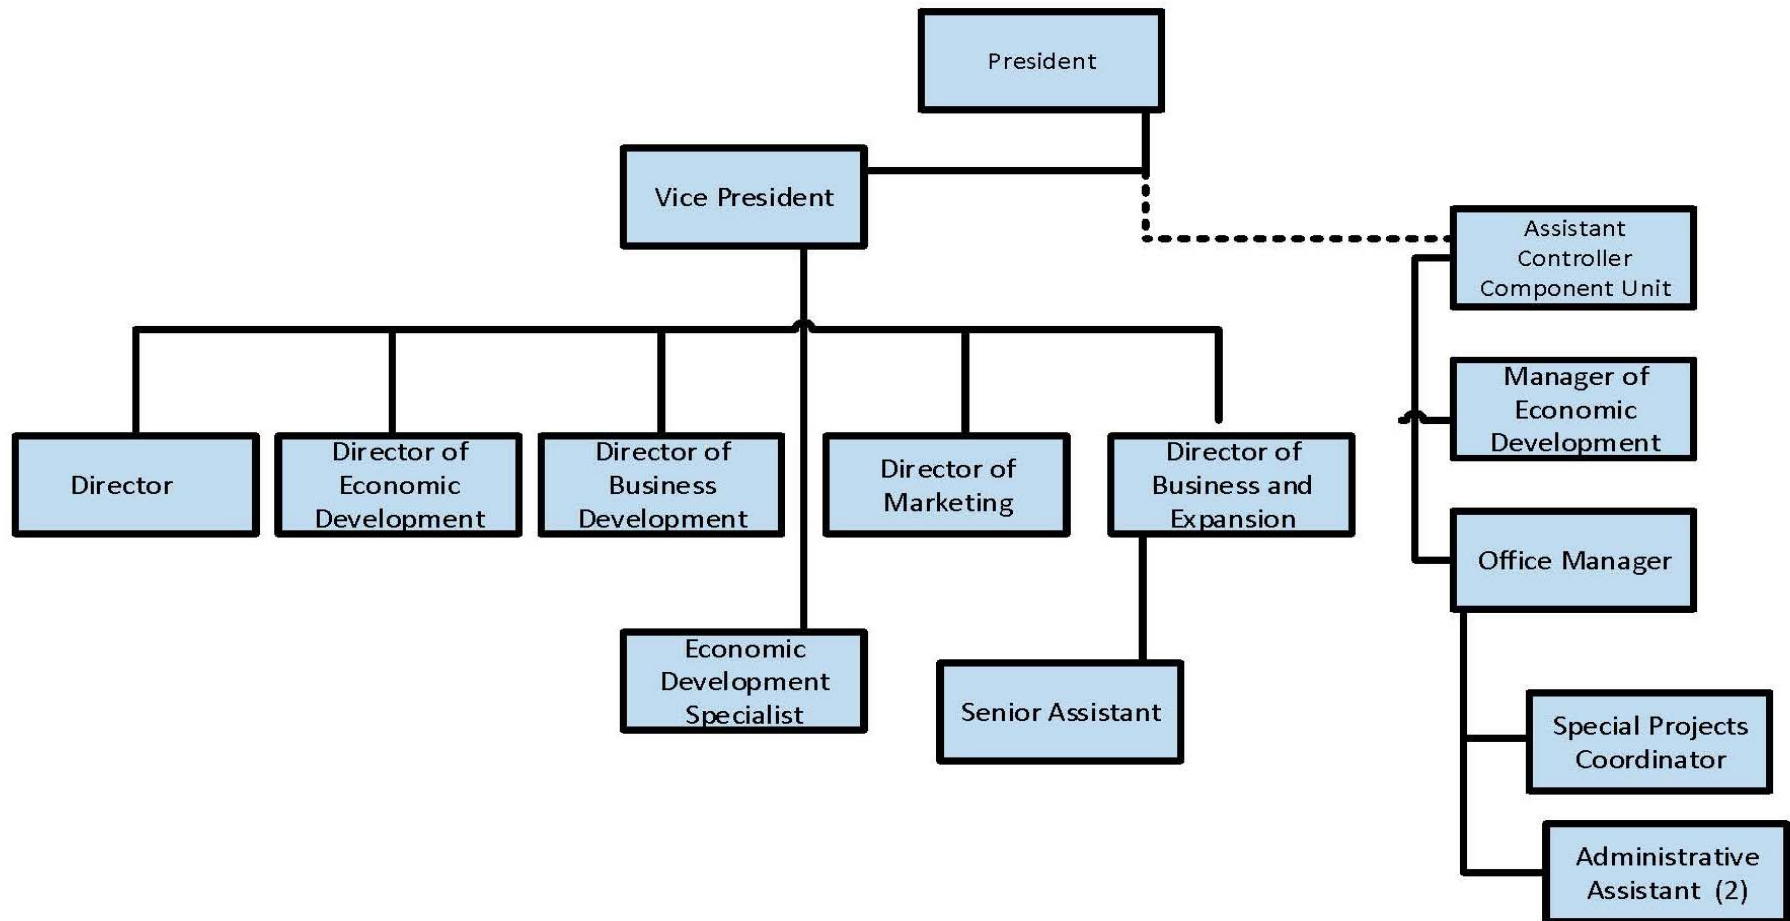 President
Vice President
Assistant
Controller
Component Unit
Manager of
Economic
Development
Director
Director of
Economic
Development
Director of
Business
Development
Director of
Marketing
Director of
Business and
Expansion
Office Manager
Economic
Development
Specialist
Senior Assistant
Special Projects
Coordinator
Administrative
Assistant (2)